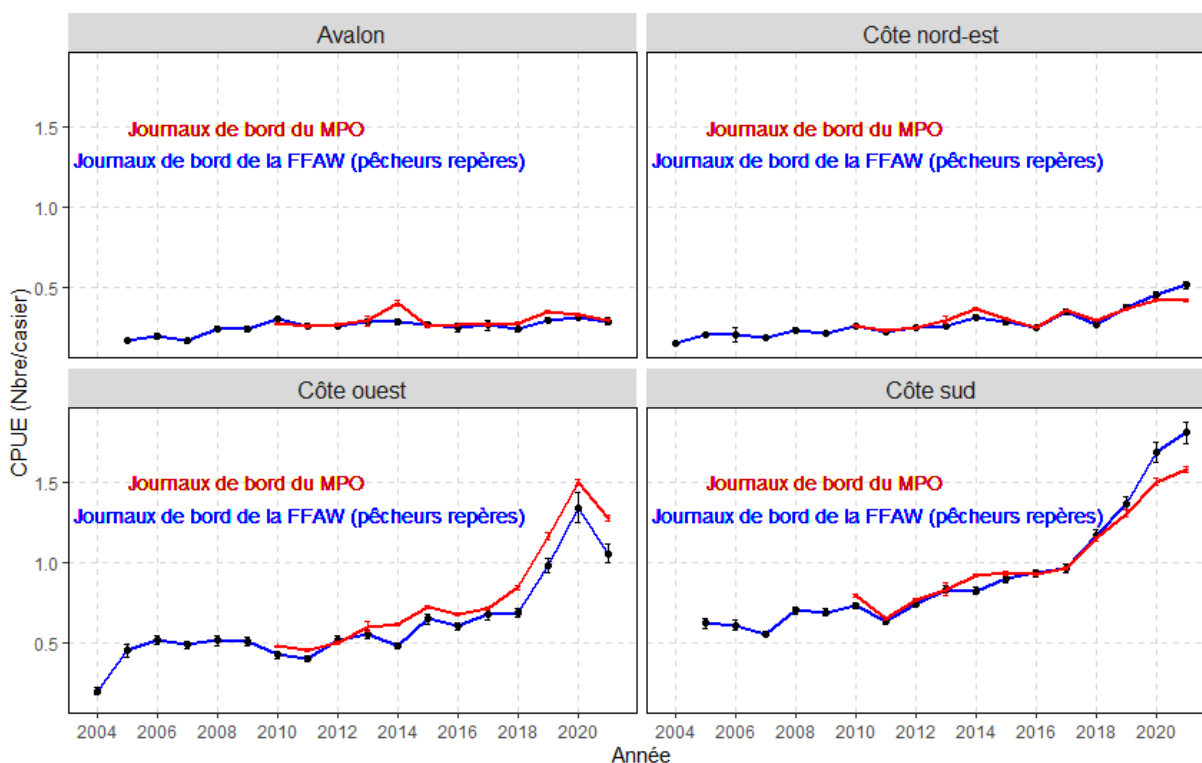 Avalon
Côte nord-est
1.5
1.0
0.5
Journaux de bord du MPO
Journaux de bord de la FFAW (pêcheurs repères)
Journaux de bord du MPO
Journaux de bord de la FFAW (pêcheurs repères)
CPUE (Nbre/casier)
Côte ouest
Côte sud
1.5
1.0
0.5
Journaux de bord du MPO
Journaux de bord de la FFAW (pêcheurs repères)
Journaux de bord du MPO
Journaux de bord de la FFAW (pêcheurs repères)
2004 2006 2008 2010 2012 2014 2016 2018 2020
2004 2006 2008 2010 2012 2014 2016 2018 2020
Année